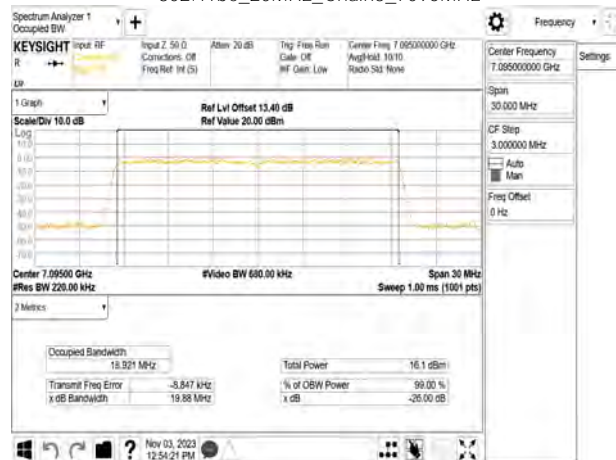 Spectrum Analyzer 1
Occupied BW
Frequency
KEYSIGHT Input: RF
R
Input Z: 50 Ω
Corrections: Off
Freq Ref: Int (S)
Atten: 20 dB
Trig: Free Run
Gate: Off
#IF Gain: Low
Center Freq: 7.095000000 GHz
Avg|Hold: 10/10
Radio Std: None
Center Frequency
7.095000000 GHz
Settings
Span
30.000 MHz
CF Step
3.000000 MHz
Auto
Man
Freq Offset
0 Hz
1 Graph
Scale/Div 10.0 dB
Ref Lvl Offset 13.40 dB
Ref Value 20.00 dBm
Log
Center 7.09500 GHz
#Res BW 220.00 kHz
#Video BW 680.00 kHz
Span 30 MHz
Sweep 1.00 ms (1001 pts)
2 Metrics
Occupied Bandwidth
18.921 MHz
Total Power 16.1 dBm
Transmit Freq Error -8.847 kHz
% of OBW Power 99.00 %
x dB Bandwidth 19.88 MHz
x dB -26.00 dB
Nov 03, 2023
12:54:21 PM